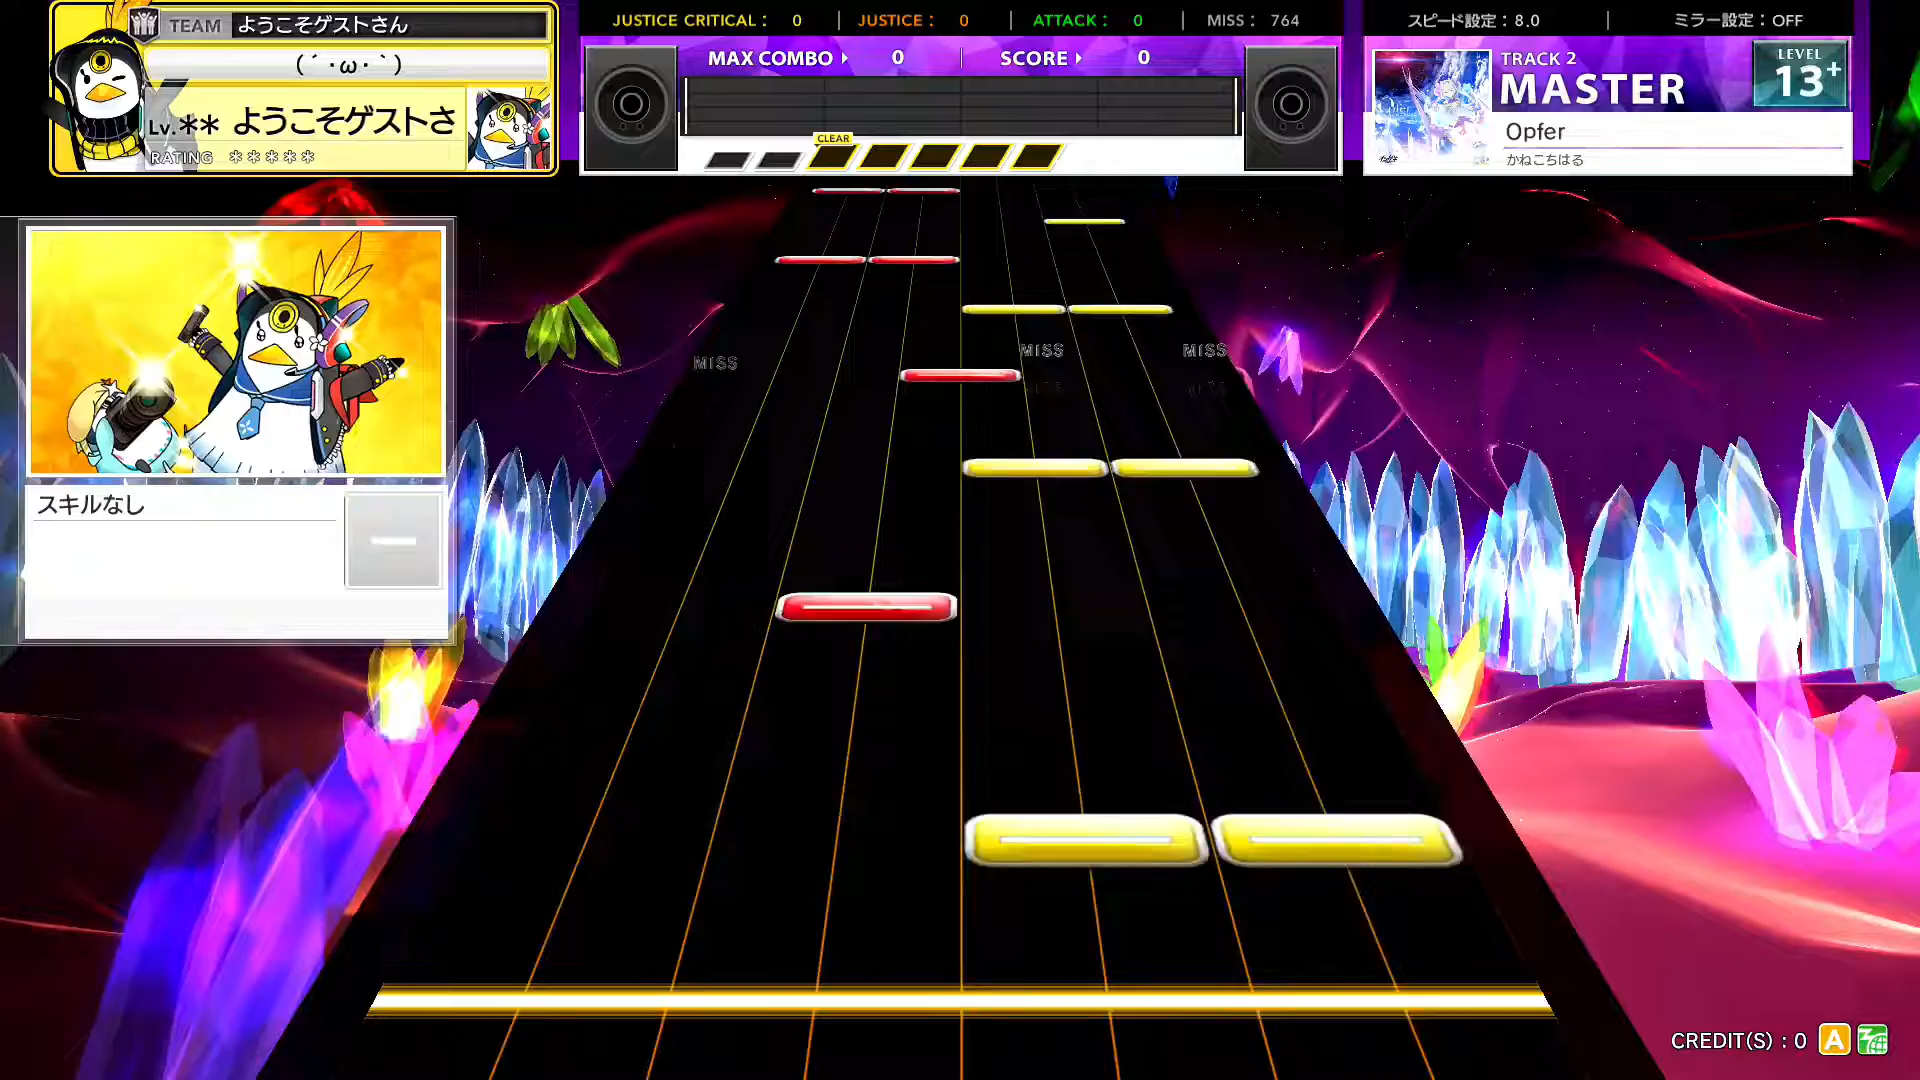 TEAM ようこそゲストさん
(´・ω・`)
Lv.** ようこそゲストさ
RATING *****
JUSTICE CRITICAL : 0
JUSTICE : 0
ATTACK : 0
MISS : 764
MAX COMBO 0
SCORE 0
CLEAR
スピード設定：8.0
ミラー設定：OFF
TRACK 2
MASTER
LEVEL
13+
Opfer
かねこちはる
スキルなし
MISS
MISS
MISS
CREDIT(S) : 0 A